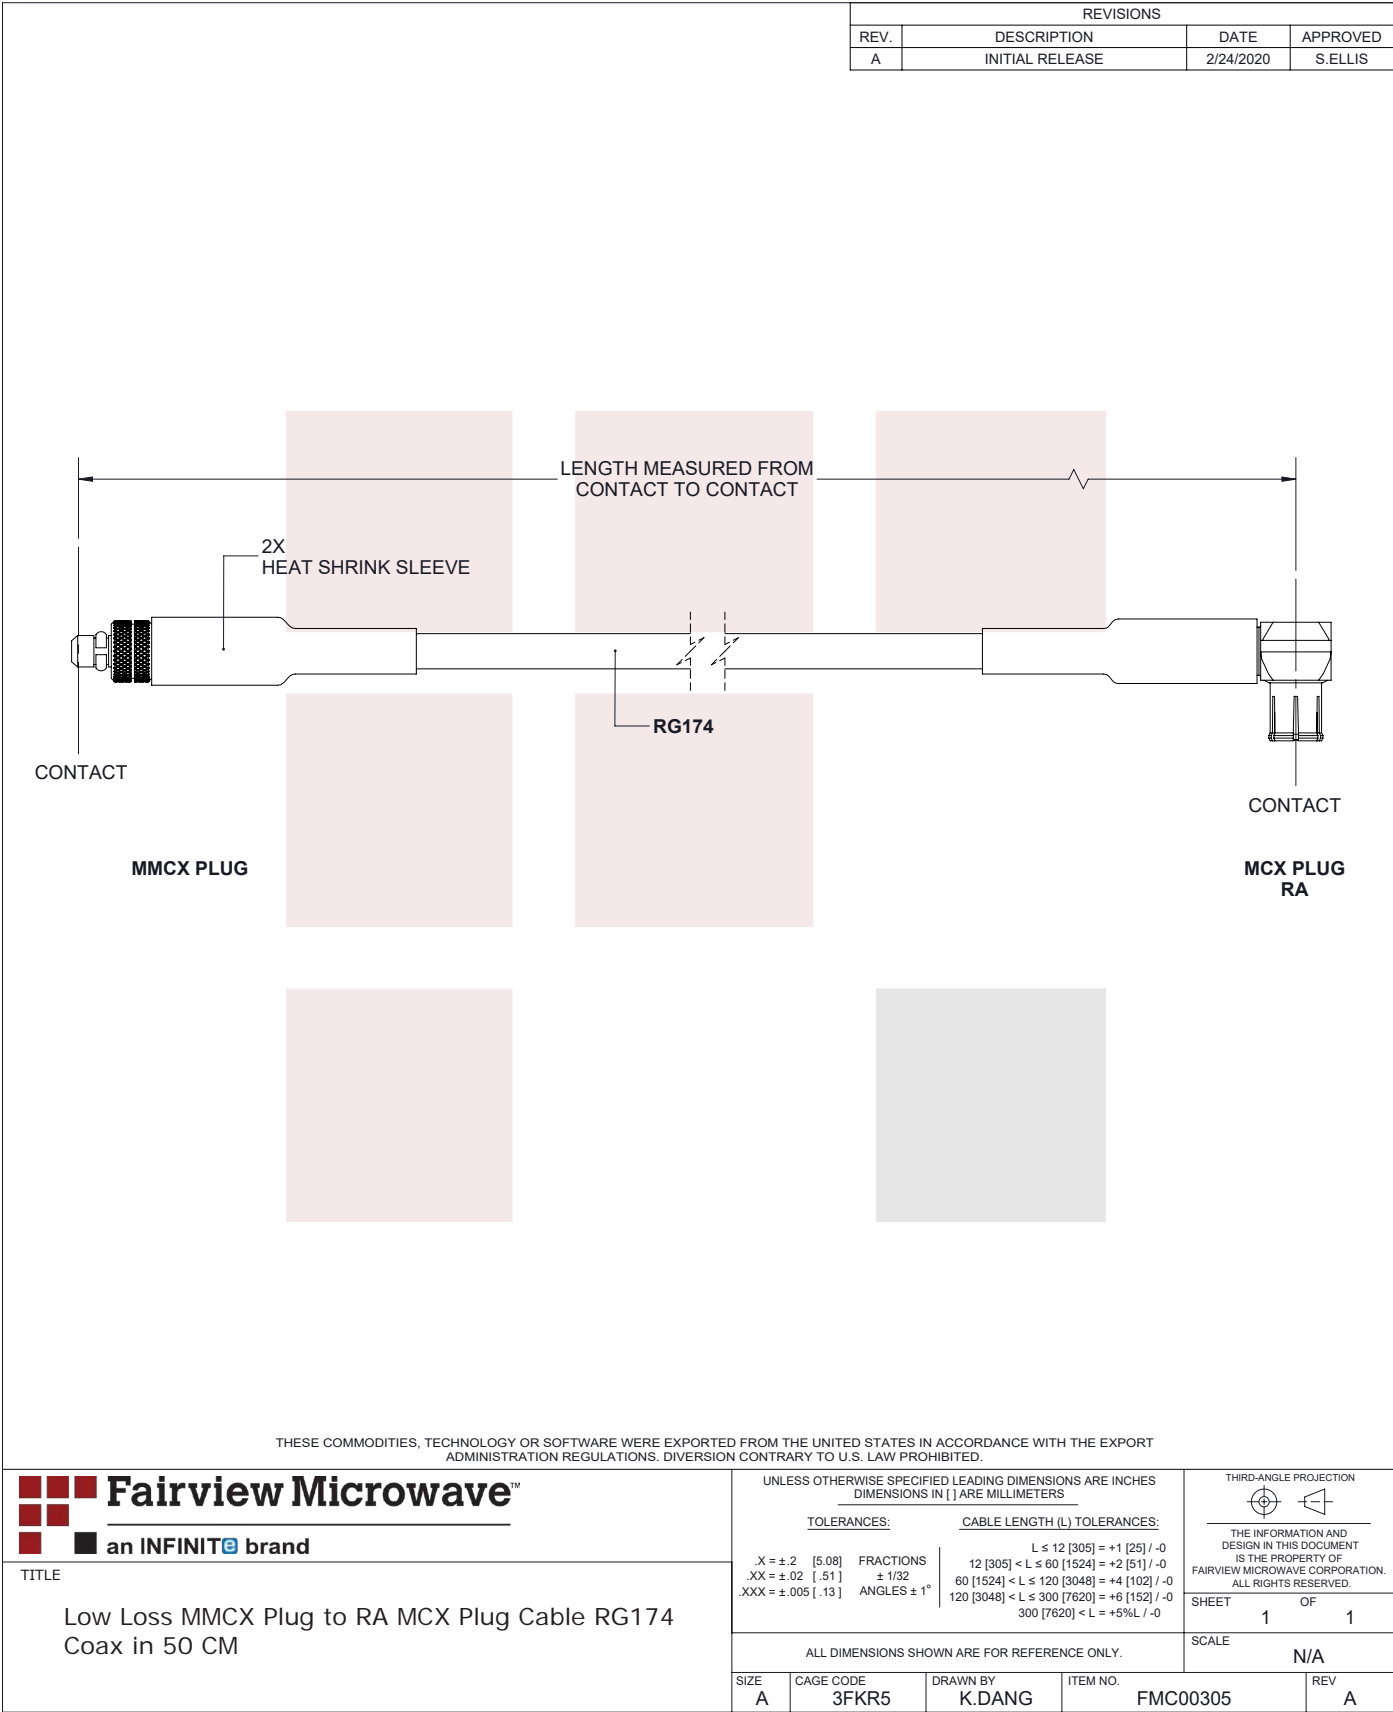 REVISIONS
REV. DESCRIPTION DATE APPROVED
A INITIAL RELEASE 2/24/2020 S.ELLIS
LENGTH MEASURED FROM
CONTACT TO CONTACT
2X
HEAT SHRINK SLEEVE
RG174
CONTACT
CONTACT
MMCX PLUG
MCX PLUG
RA
THESE COMMODITIES, TECHNOLOGY OR SOFTWARE WERE EXPORTED FROM THE UNITED STATES IN ACCORDANCE WITH THE EXPORT
ADMINISTRATION REGULATIONS. DIVERSION CONTRARY TO U.S. LAW PROHIBITED.
Fairview Microwave™
an INFINITe brand
TITLE
Low Loss MMCX Plug to RA MCX Plug Cable RG174
Coax in 50 CM
UNLESS OTHERWISE SPECIFIED LEADING DIMENSIONS ARE INCHES
DIMENSIONS IN [ ] ARE MILLIMETERS
TOLERANCES:
.X = ±.2 [5.08] FRACTIONS
.XX = ±.02 [ .51 ] ± 1/32
.XXX = ±.005 [ .13 ] ANGLES ± 1°
CABLE LENGTH (L) TOLERANCES:
L ≤ 12 [305] = +1 [25] / -0
12 [305] < L ≤ 60 [1524] = +2 [51] / -0
60 [1524] < L ≤ 120 [3048] = +4 [102] / -0
120 [3048] < L ≤ 300 [7620] = +6 [152] / -0
300 [7620] < L = +5%L / -0
ALL DIMENSIONS SHOWN ARE FOR REFERENCE ONLY.
THIRD-ANGLE PROJECTION
THE INFORMATION AND
DESIGN IN THIS DOCUMENT
IS THE PROPERTY OF
FAIRVIEW MICROWAVE CORPORATION.
ALL RIGHTS RESERVED.
SHEET OF
1 1
SCALE
N/A
SIZE CAGE CODE DRAWN BY ITEM NO. REV
A 3FKR5 K.DANG FMC00305 A